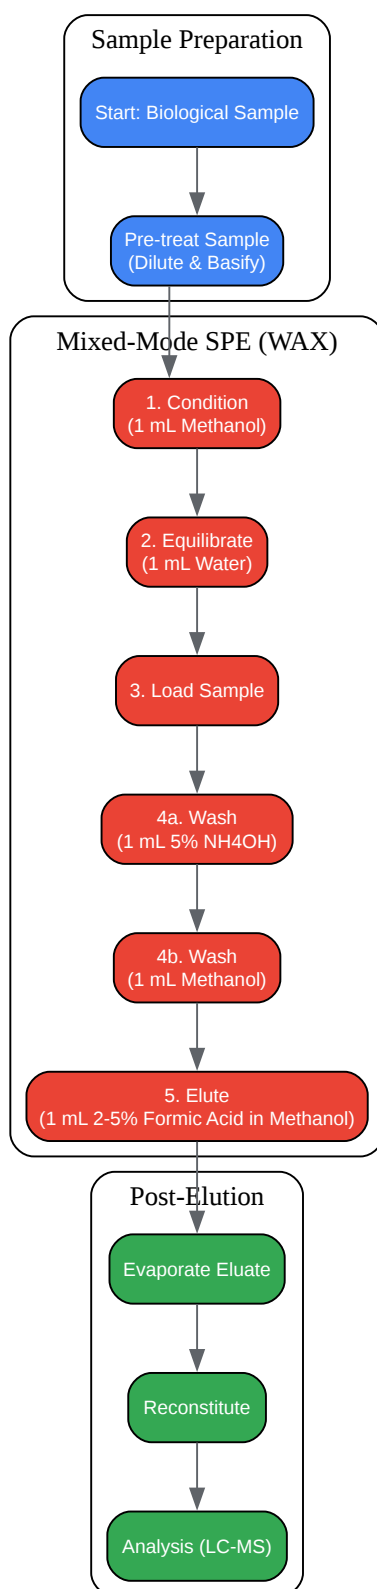 Sample Preparation
Start: Biological Sample
Pre-treat Sample
(Dilute & Basify)
Mixed-Mode SPE (WAX)
1. Condition
(1 mL Methanol)
2. Equilibrate
(1 mL Water)
3. Load Sample
4a. Wash
(1 mL 5% NH4OH)
4b. Wash
(1 mL Methanol)
5. Elute
(1 mL 2-5% Formic Acid in Methanol)
Post-Elution
Evaporate Eluate
Reconstitute
Analysis (LC-MS)